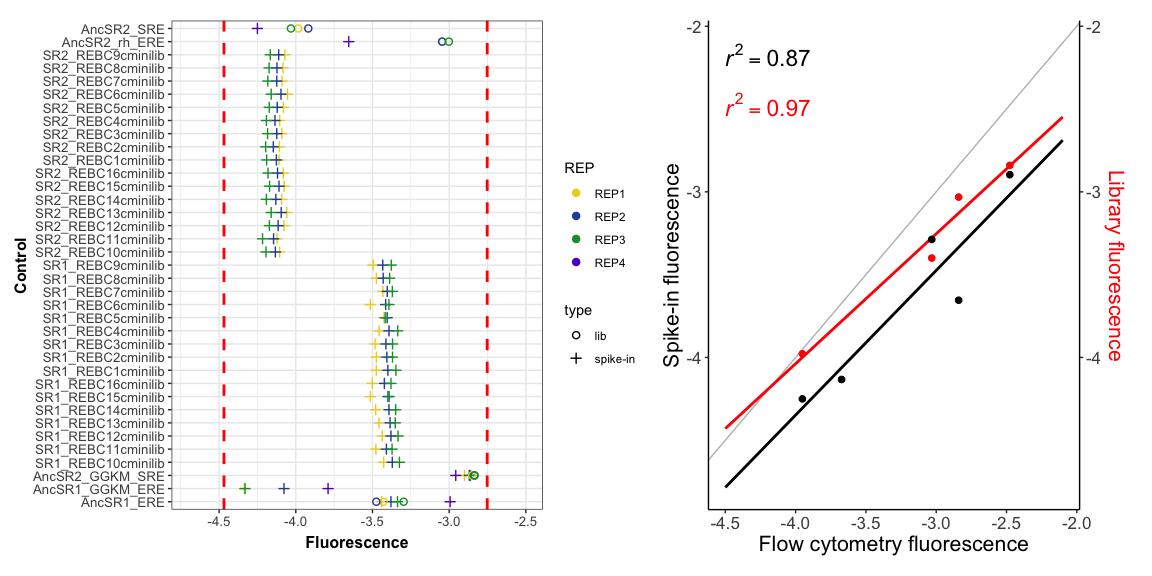 AncSR2_SRE
AncSR2_rh_ERE
SR2_REBC9cminilib
SR2_REBC8cminilib
SR2_REBC7cminilib
SR2_REBC6cminilib
SR2_REBC5cminilib
SR2_REBC4cminilib
SR2_REBC3cminilib
SR2_REBC2cminilib
SR2_REBC1cminilib
SR2_REBC16cminilib
SR2_REBC15cminilib
SR2_REBC14cminilib
SR2_REBC13cminilib
SR2_REBC12cminilib
SR2_REBC11cminilib
SR2_REBC10cminilib
SR1_REBC9cminilib
SR1_REBC8cminilib
SR1_REBC7cminilib
SR1_REBC6cminilib
SR1_REBC5cminilib
SR1_REBC4cminilib
SR1_REBC3cminilib
SR1_REBC2cminilib
SR1_REBC1cminilib
SR1_REBC16cminilib
SR1_REBC15cminilib
SR1_REBC14cminilib
SR1_REBC13cminilib
SR1_REBC12cminilib
SR1_REBC11cminilib
SR1_REBC10cminilib
AncSR2_GGKM_SRE
AncSR1_GGKM_ERE
AncSR1_ERE
Control
-4.5 -4.0 -3.5 -3.0 -2.5
Fluorescence
REP
REP1
REP2
REP3
REP4
type
lib
spike-in
r² = 0.87
r² = 0.97
-2
-3
-4
Spike-in fluorescence
-4.5 -4.0 -3.5 -3.0 -2.5 -2.0
Flow cytometry fluorescence
-2
-3
-4
Library fluorescence